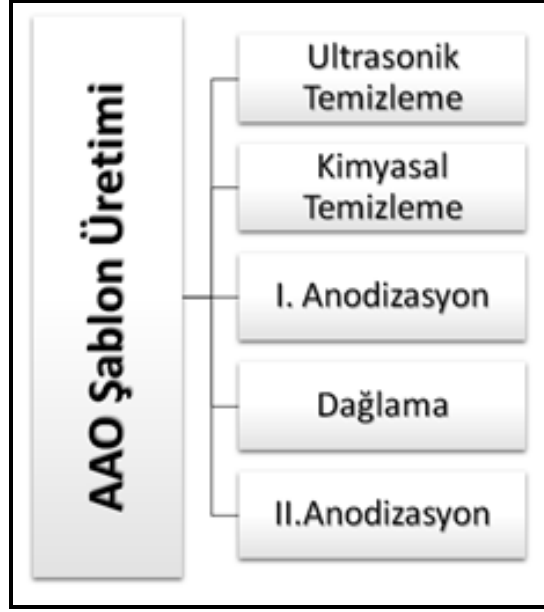 AAO Şablon Üretimi
Ultrasonik
Temizleme
Kimyasal
Temizleme
I. Anodizasyon
Dağlama
II.Anodizasyon